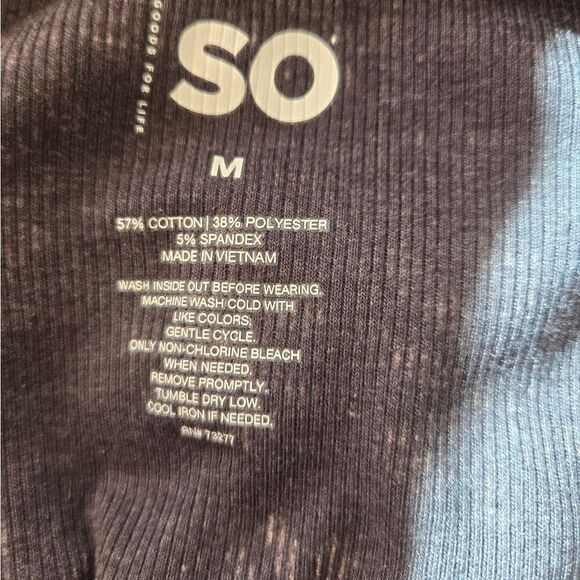 GOODS FOR LIFE
SO
M
57% COTTON | 38% POLYESTER
5% SPANDEX
MADE IN VIETNAM
WASH INSIDE OUT BEFORE WEARING.
MACHINE WASH COLD WITH
LIKE COLORS,
GENTLE CYCLE.
ONLY NON-CHLORINE BLEACH
WHEN NEEDED.
REMOVE PROMPTLY.
TUMBLE DRY LOW.
COOL IRON IF NEEDED.
RN# 73277